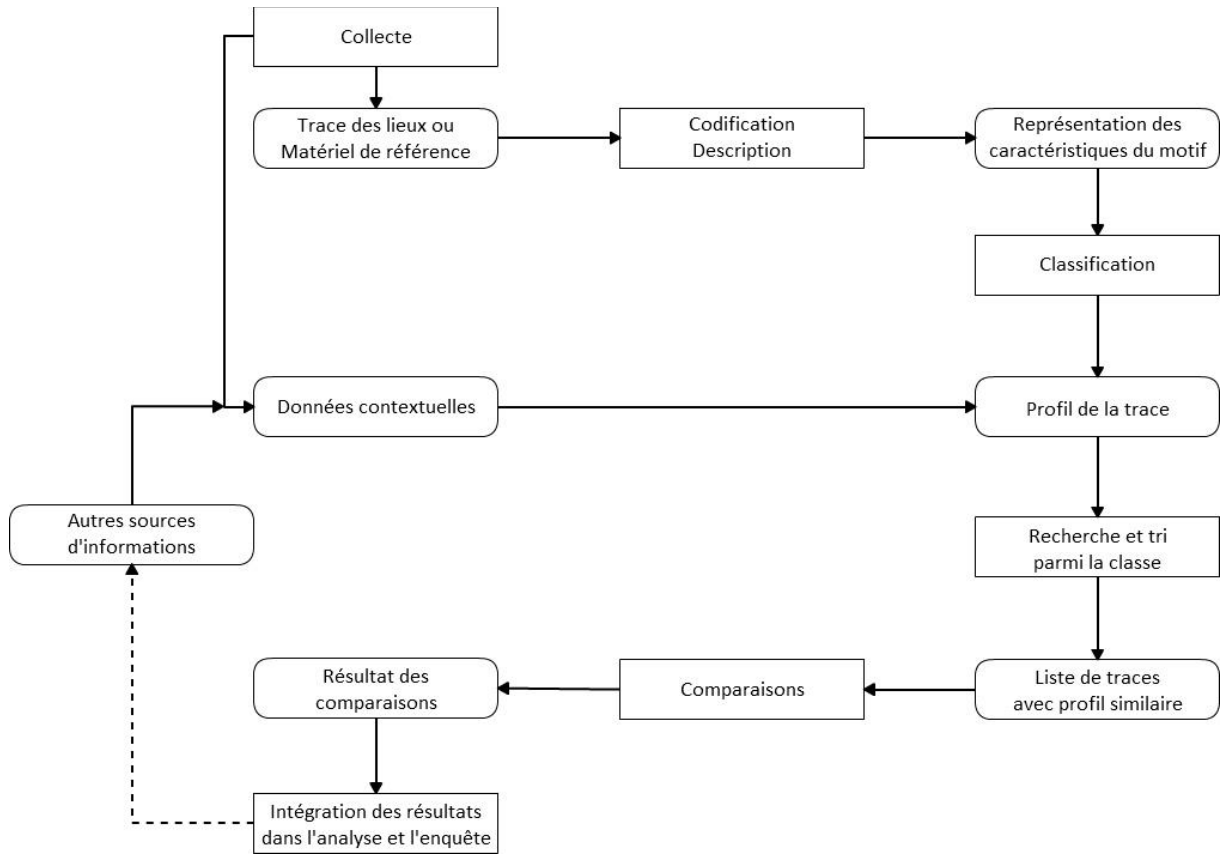 Collecte
Trace des lieux ou
Matériel de référence
Codification
Description
Représentation des
caractéristiques du motif
Classification
Données contextuelles
Profil de la trace
Autres sources
d'informations
Recherche et tri
parmi la classe
Résultat des
comparaisons
Comparaisons
Liste de traces
avec profil similaire
Intégration des résultats
dans l'analyse et l'enquête